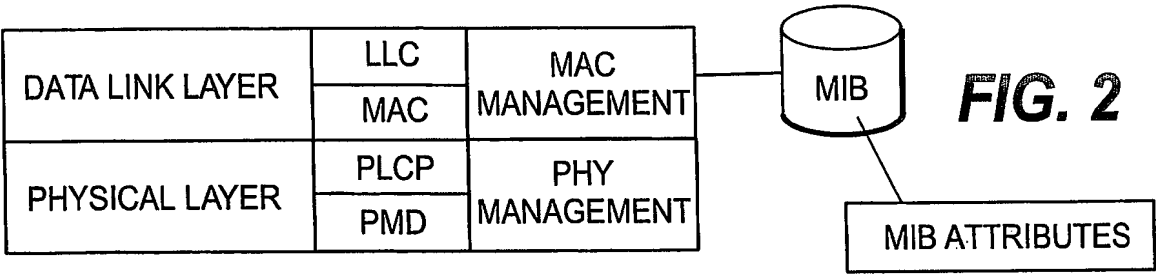 DATA LINK LAYER
LLC
MAC
MAC
MANAGEMENT
PHYSICAL LAYER
PLCP
PMD
PHY
MANAGEMENT
MIB
FIG. 2
MIB ATTRIBUTES